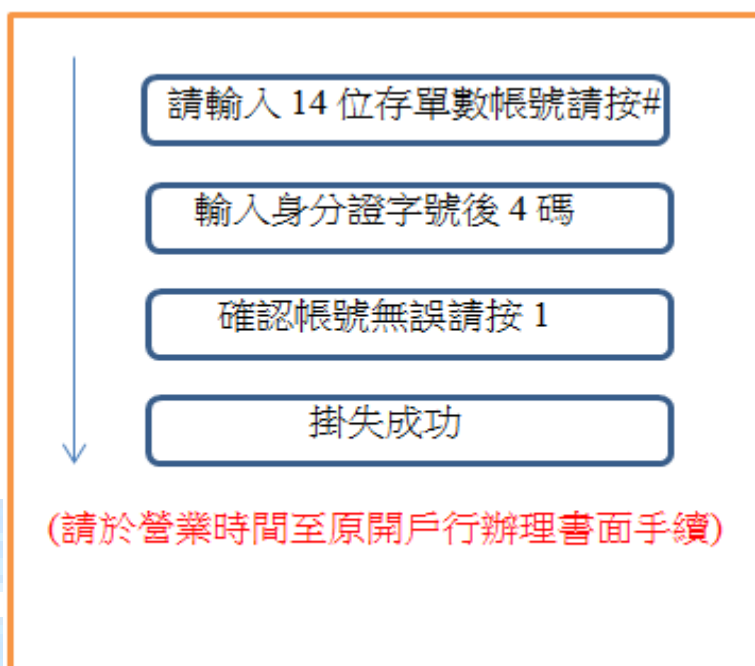 請輸入 14 位存單數帳號請按#
輸入身分證字號後 4 碼
確認帳號無誤請按 1
掛失成功
(請於營業時間至原開戶行辦理書面手續)